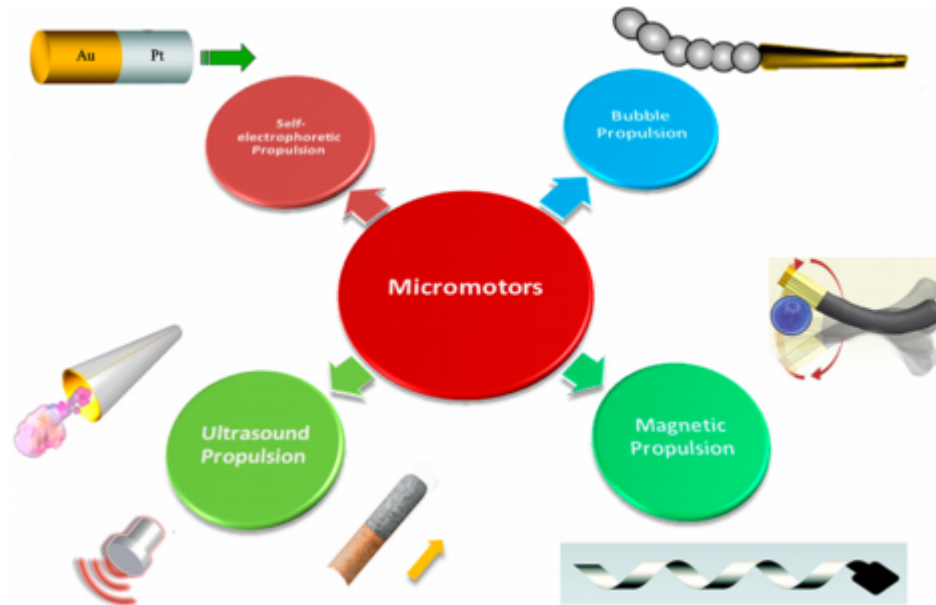 Au Pt
Self-
electrophoretic
Propulsion
Bubble
Propulsion
Micromotors
Ultrasound
Propulsion
Magnetic
Propulsion